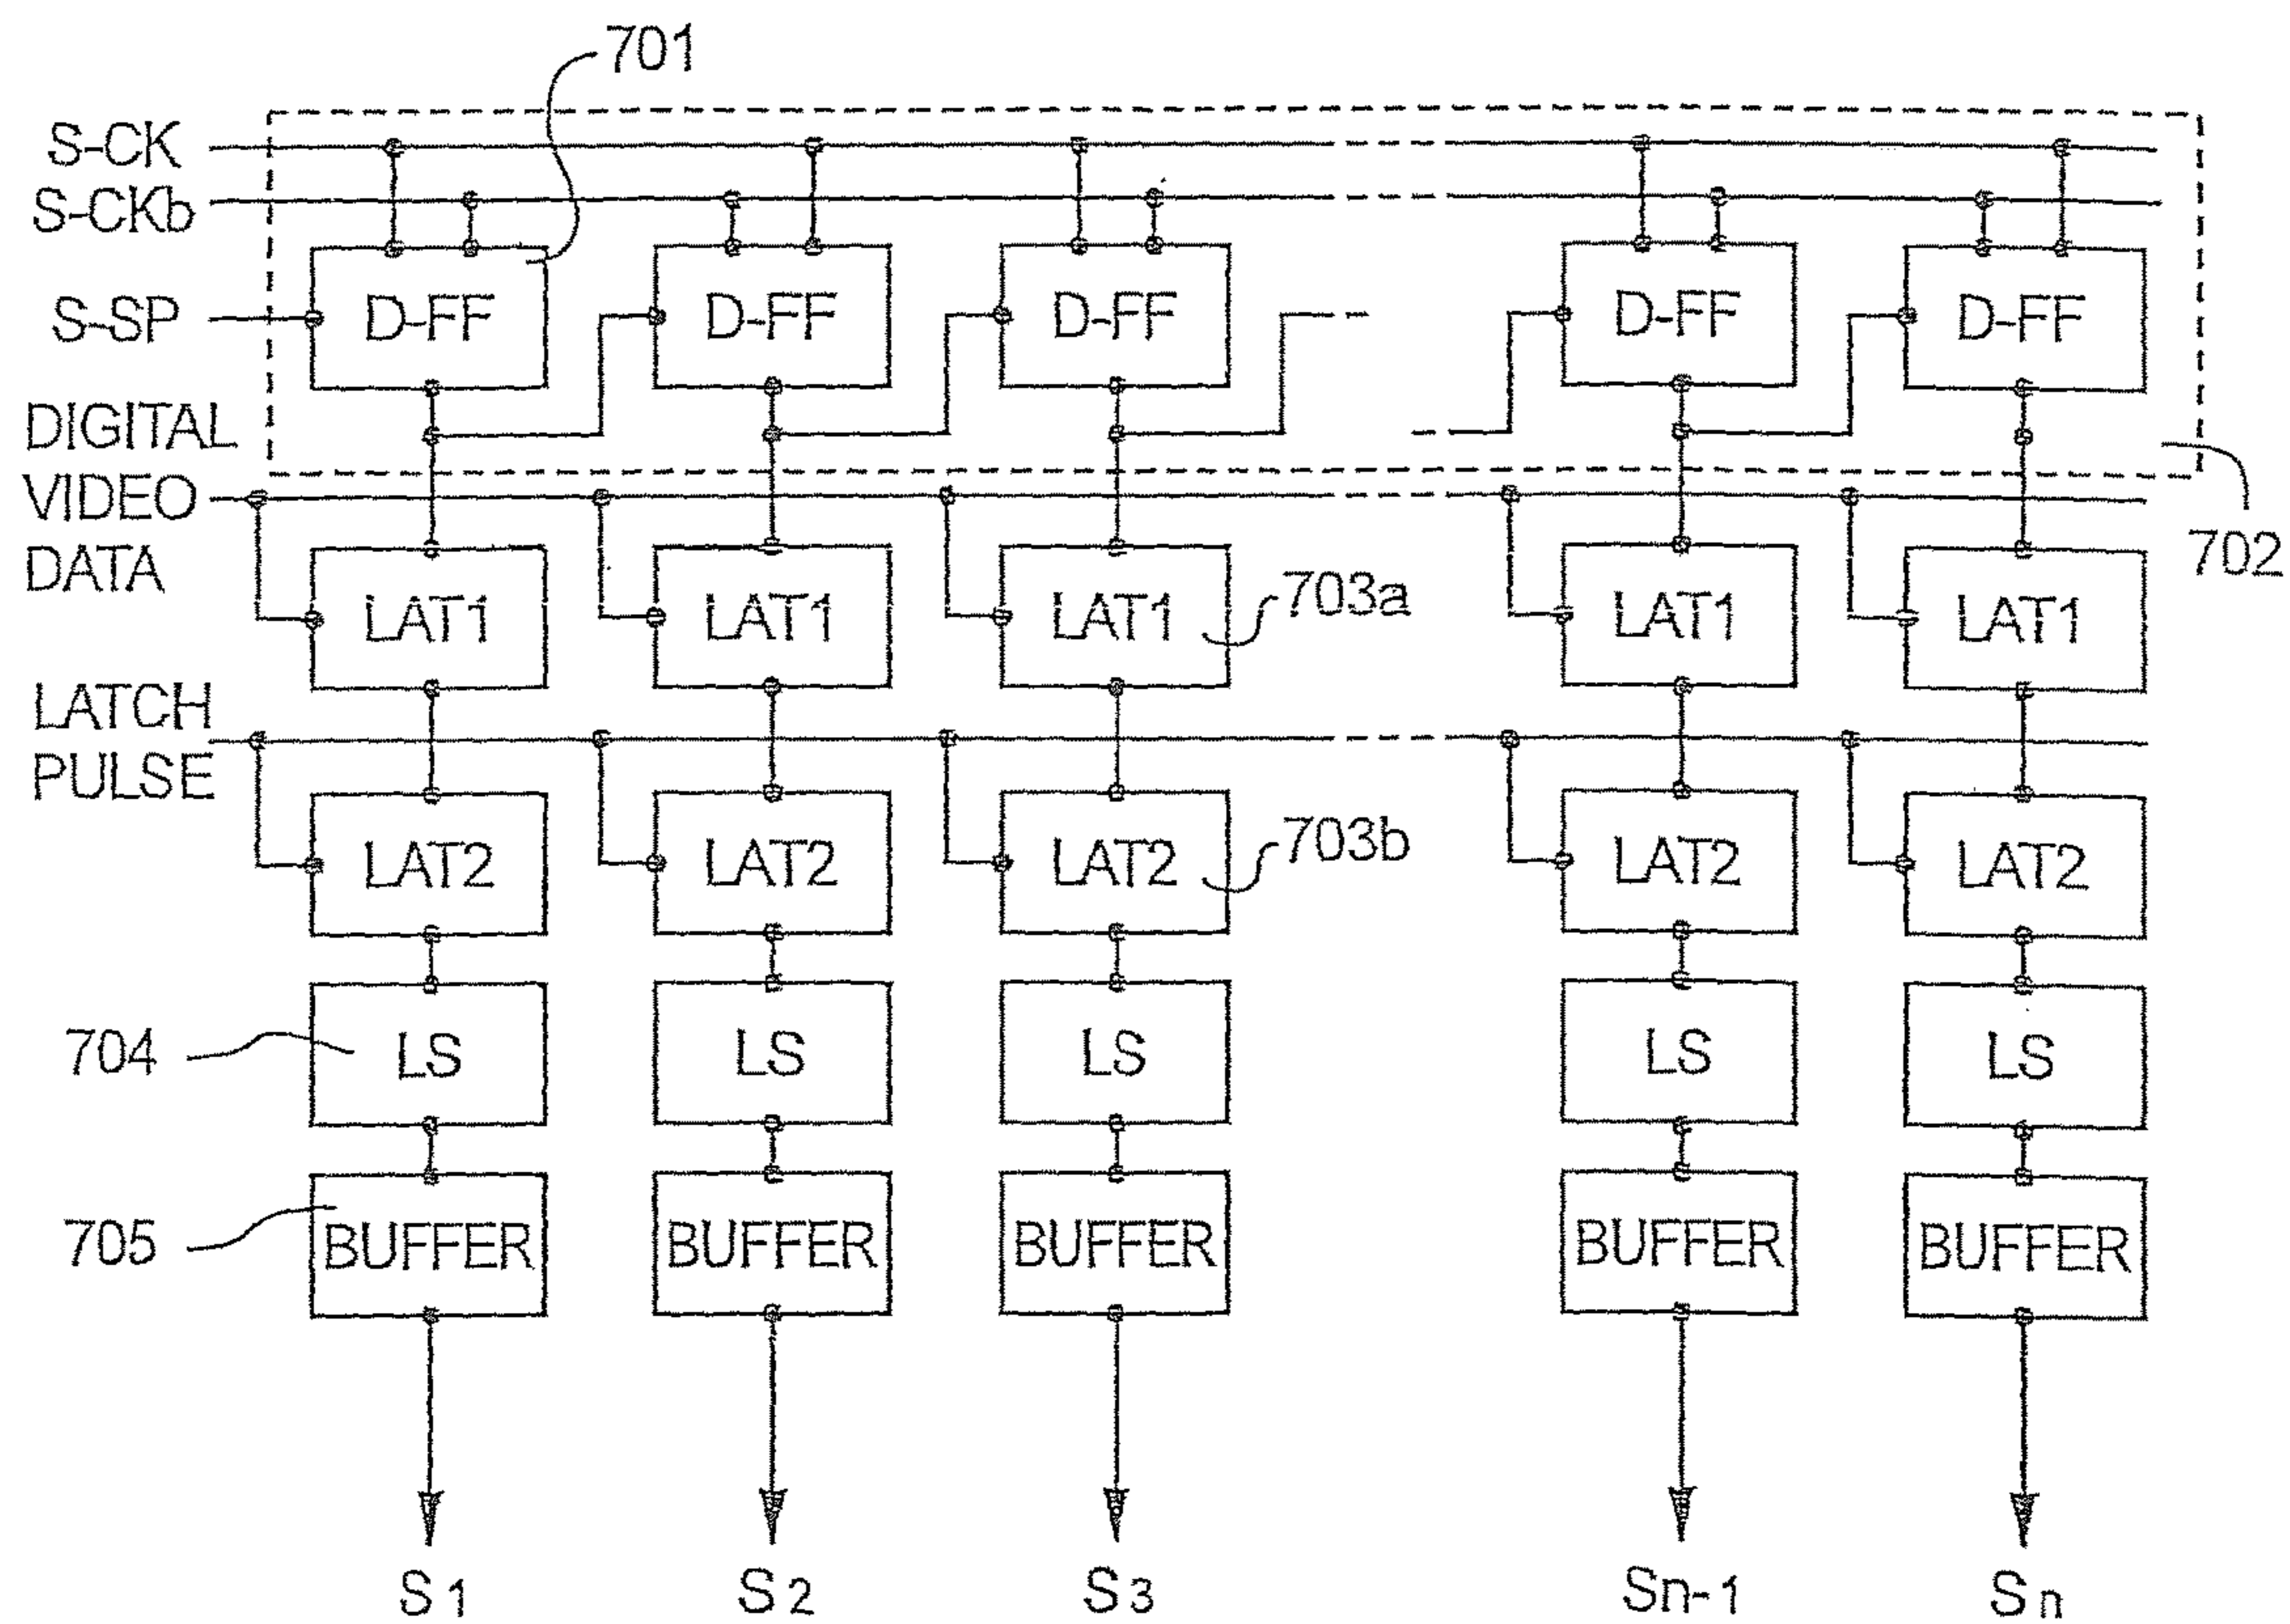 701
S-CK
S-CKb
S-SP
D-FF D-FF D-FF D-FF D-FF
DIGITAL
VIDEO
DATA
702
LAT1 LAT1 LAT1 703a LAT1 LAT1
LATCH
PULSE
LAT2 LAT2 LAT2 703b LAT2 LAT2
704 LS LS LS LS LS
705 BUFFER BUFFER BUFFER BUFFER BUFFER
S1 S2 S3 Sn-1 Sn